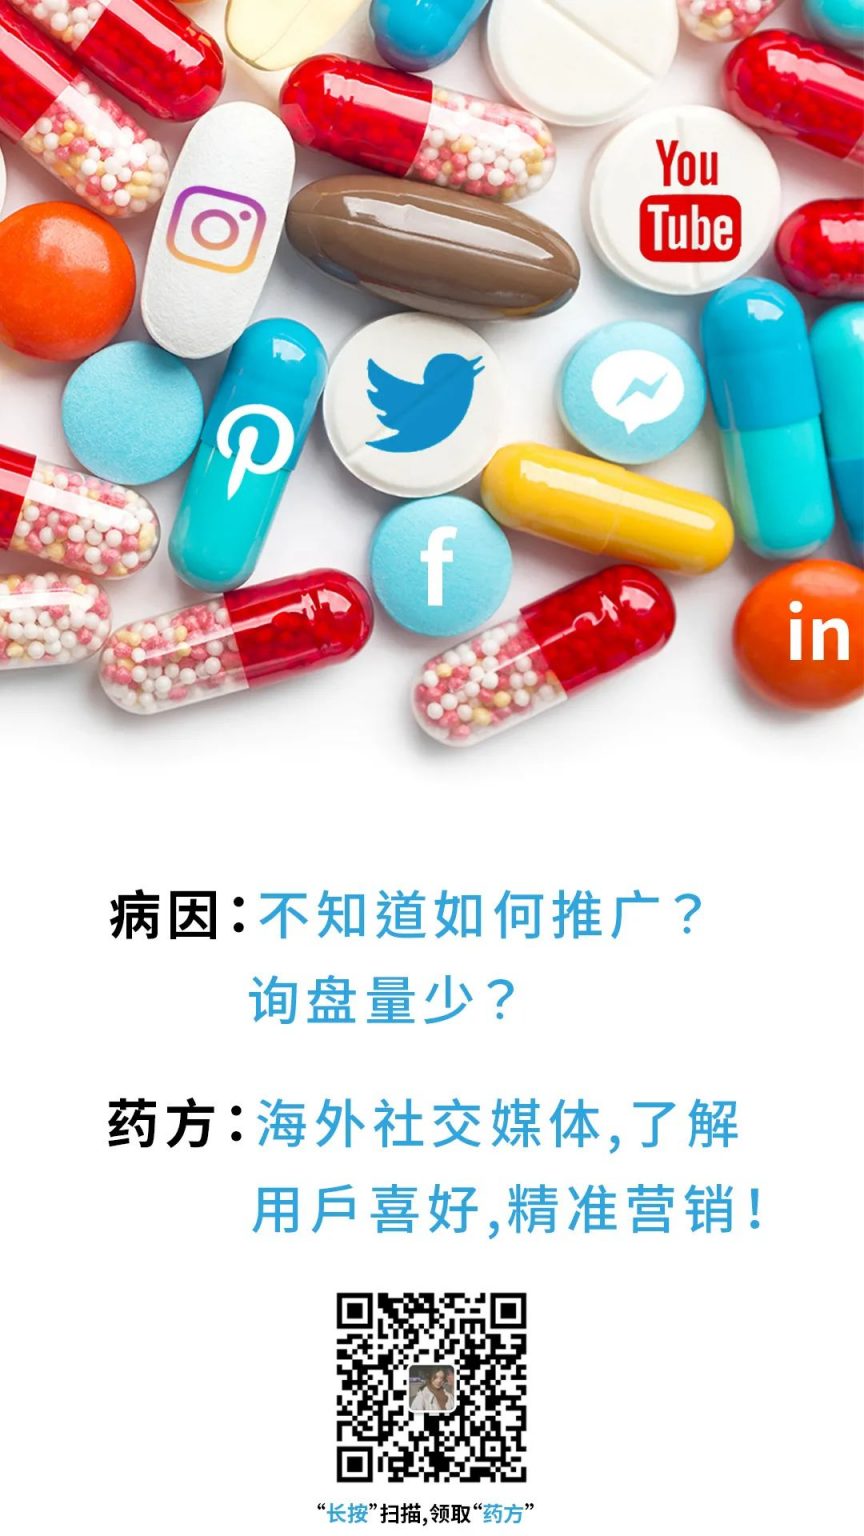 You
Tube
f
in
病因：不知道如何推广？
询盘量少？
药方：海外社交媒体,了解
用戶喜好,精准营销！
“长按”扫描,领取“药方”